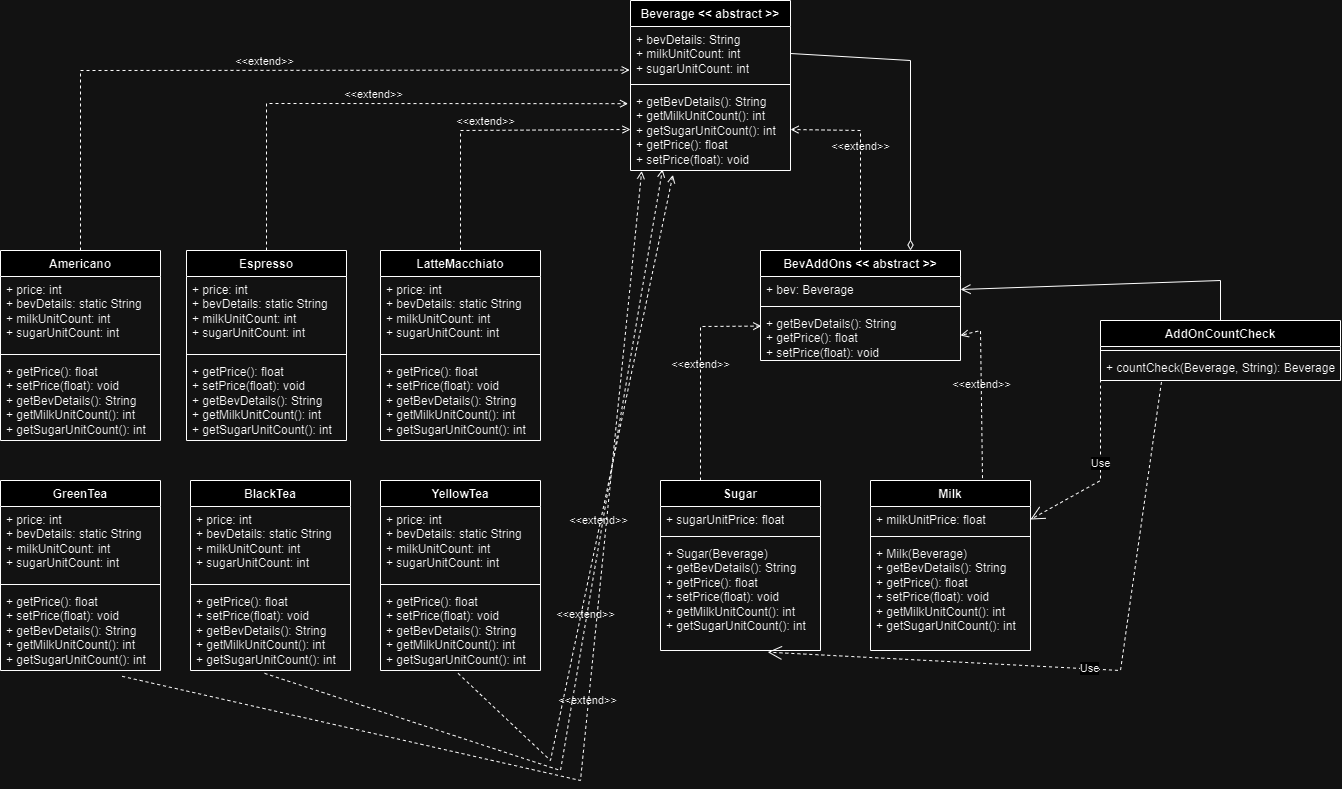 Beverage << abstract >>
+ bevDetails: String
+ milkUnitCount: int
+ sugarUnitCount: int
+ getBevDetails(): String
+ getMilkUnitCount(): int
+ getSugarUnitCount(): int
+ getPrice(): float
+ setPrice(float): void
<<extend>>
<<extend>>
<<extend>>
<<extend>>
Americano
+ price: int
+ bevDetails: static String
+ milkUnitCount: int
+ sugarUnitCount: int
+ getPrice(): float
+ setPrice(float): void
+ getBevDetails(): String
+ getMilkUnitCount(): int
+ getSugarUnitCount(): int
Espresso
+ price: int
+ bevDetails: static String
+ milkUnitCount: int
+ sugarUnitCount: int
+ getPrice(): float
+ setPrice(float): void
+ getBevDetails(): String
+ getMilkUnitCount(): int
+ getSugarUnitCount(): int
LatteMacchiato
+ price: int
+ bevDetails: static String
+ milkUnitCount: int
+ sugarUnitCount: int
+ getPrice(): float
+ setPrice(float): void
+ getBevDetails(): String
+ getMilkUnitCount(): int
+ getSugarUnitCount(): int
BevAddOns << abstract >>
+ bev: Beverage
+ getBevDetails(): String
+ getPrice(): float
+ setPrice(float): void
AddOnCountCheck
+ countCheck(Beverage, String): Beverage
<<extend>>
<<extend>>
Use
GreenTea
+ price: int
+ bevDetails: static String
+ milkUnitCount: int
+ sugarUnitCount: int
+ getPrice(): float
+ setPrice(float): void
+ getBevDetails(): String
+ getMilkUnitCount(): int
+ getSugarUnitCount(): int
BlackTea
+ price: int
+ bevDetails: static String
+ milkUnitCount: int
+ sugarUnitCount: int
+ getPrice(): float
+ setPrice(float): void
+ getBevDetails(): String
+ getMilkUnitCount(): int
+ getSugarUnitCount(): int
YellowTea
+ price: int
+ bevDetails: static String
+ milkUnitCount: int
+ sugarUnitCount: int
+ getPrice(): float
+ setPrice(float): void
+ getBevDetails(): String
+ getMilkUnitCount(): int
+ getSugarUnitCount(): int
<<extend>>
<<extend>>
<<extend>>
Sugar
+ sugarUnitPrice: float
+ Sugar(Beverage)
+ getBevDetails(): String
+ getPrice(): float
+ setPrice(float): void
+ getMilkUnitCount(): int
+ getSugarUnitCount(): int
Milk
+ milkUnitPrice: float
+ Milk(Beverage)
+ getBevDetails(): String
+ getPrice(): float
+ setPrice(float): void
+ getMilkUnitCount(): int
+ getSugarUnitCount(): int
Use